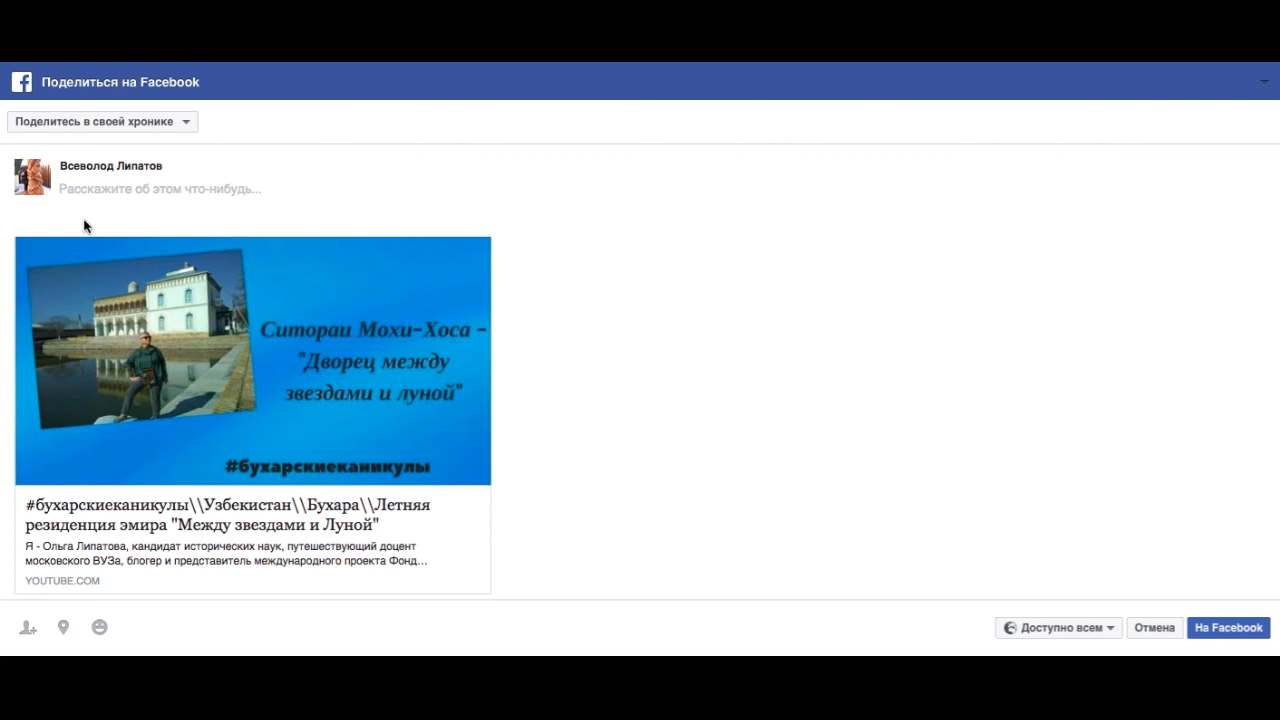 Поделиться на Facebook
Поделитесь в своей хронике
Всеволод Липатов
Расскажите об этом что-нибудь...
Ситораи Мохи-Хоса -
"Дворец между
звездами и луной"
#бухарскиеканикулы
#бухарскиеканикулы\\Узбекистан\\Бухара\\Летняя
резиденция эмира "Между звездами и Луной"
Я - Ольга Липатова, кандидат исторических наук, путешествующий доцент
московского ВУЗа, блогер и представитель международного проекта Фонд...
YOUTUBE.COM
Доступно всем
Отмена
На Facebook